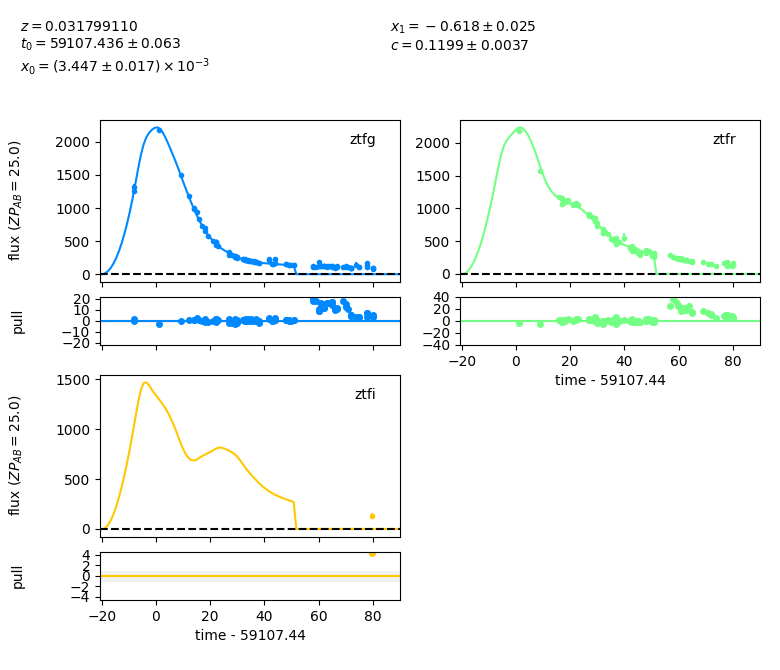 z = 0.031799110
t₀ = 59107.436 ± 0.063
x₀ = (3.447 ± 0.017) × 10⁻³
x₁ = −0.618 ± 0.025
c = 0.1199 ± 0.0037
flux (ZP_AB = 25.0)
2000
1500
1000
500
0
ztfg
2000
1500
1000
500
0
ztfr
pull
20
10
0
−10
−20
40
20
0
−20
−40
−20 0 20 40 60 80
time - 59107.44
flux (ZP_AB = 25.0)
1500
1000
500
0
ztfi
pull
4
2
0
−2
−4
−20 0 20 40 60 80
time - 59107.44